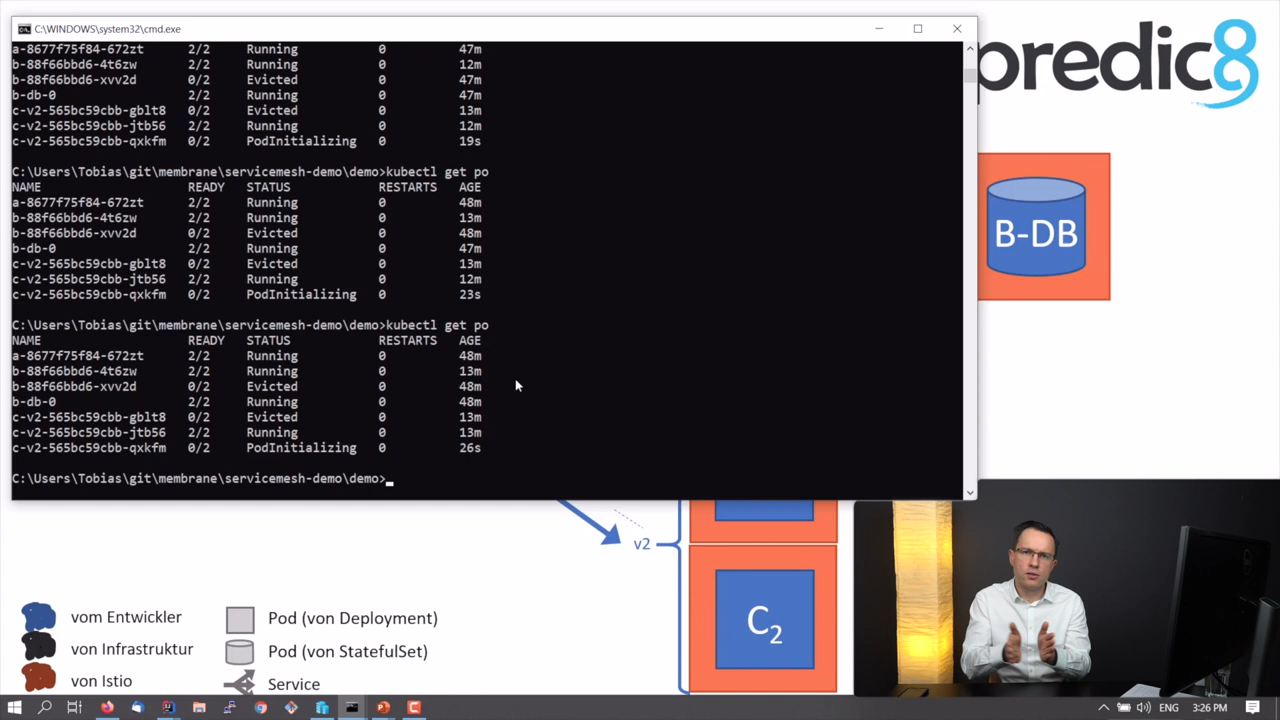 C:\WINDOWS\system32\cmd.exe
a-8677f75f84-672zt 2/2 Running 0 47m
b-88f66bbd6-4t6zw 2/2 Running 0 12m
b-88f66bbd6-xvv2d 0/2 Evicted 0 47m
b-db-0 2/2 Running 0 47m
c-v2-565bc59cbb-gblt8 0/2 Evicted 0 13m
c-v2-565bc59cbb-jtb56 2/2 Running 0 12m
c-v2-565bc59cbb-qxkfm 0/2 PodInitializing 0 19s
C:\Users\Tobias\git\membrane\servicemesh-demo\demo>kubectl get po
NAME READY STATUS RESTARTS AGE
a-8677f75f84-672zt 2/2 Running 0 48m
b-88f66bbd6-4t6zw 2/2 Running 0 13m
b-88f66bbd6-xvv2d 0/2 Evicted 0 48m
b-db-0 2/2 Running 0 47m
c-v2-565bc59cbb-gblt8 0/2 Evicted 0 13m
c-v2-565bc59cbb-jtb56 2/2 Running 0 12m
c-v2-565bc59cbb-qxkfm 0/2 PodInitializing 0 23s
C:\Users\Tobias\git\membrane\servicemesh-demo\demo>kubectl get po
NAME READY STATUS RESTARTS AGE
a-8677f75f84-672zt 2/2 Running 0 48m
b-88f66bbd6-4t6zw 2/2 Running 0 13m
b-88f66bbd6-xvv2d 0/2 Evicted 0 48m
b-db-0 2/2 Running 0 48m
c-v2-565bc59cbb-gblt8 0/2 Evicted 0 13m
c-v2-565bc59cbb-jtb56 2/2 Running 0 13m
c-v2-565bc59cbb-qxkfm 0/2 PodInitializing 0 26s
C:\Users\Tobias\git\membrane\servicemesh-demo\demo>
predic8
B-DB
v2
C2
vom Entwickler
von Infrastruktur
von Istio
Pod (von Deployment)
Pod (von StatefulSet)
Service
ENG 3:26 PM